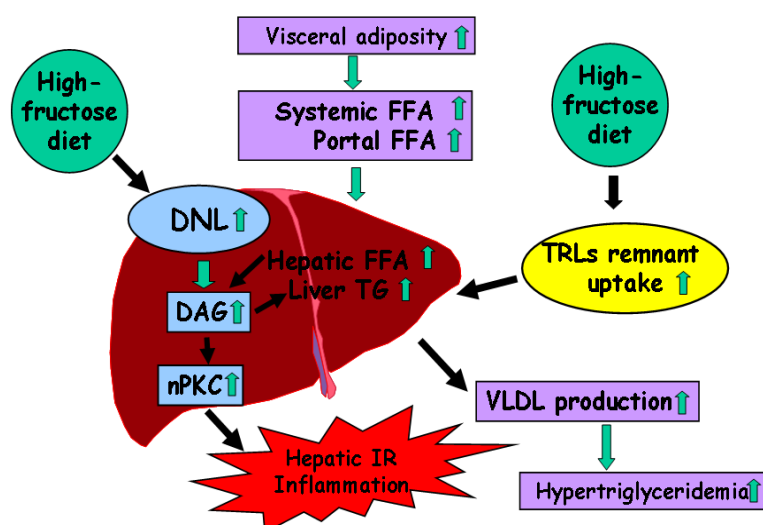 Visceral adiposity
High-
fructose
diet
Systemic FFA
Portal FFA
High-
fructose
diet
DNL
Hepatic FFA
Liver TG
TRLs remnant
uptake
DAG
nPKC
VLDL production
Hepatic IR
Inflammation
Hypertriglyceridemia